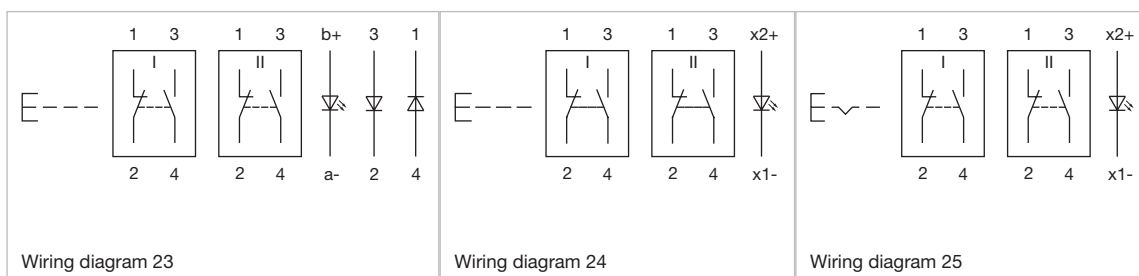 1 3 1 3 b+ 3 1
I II
2 4 2 4 a- 2 4
Wiring diagram 23
1 3 1 3 x2+
I II
2 4 2 4 x1-
Wiring diagram 24
1 3 1 3 x2+
I II
2 4 2 4 x1-
Wiring diagram 25